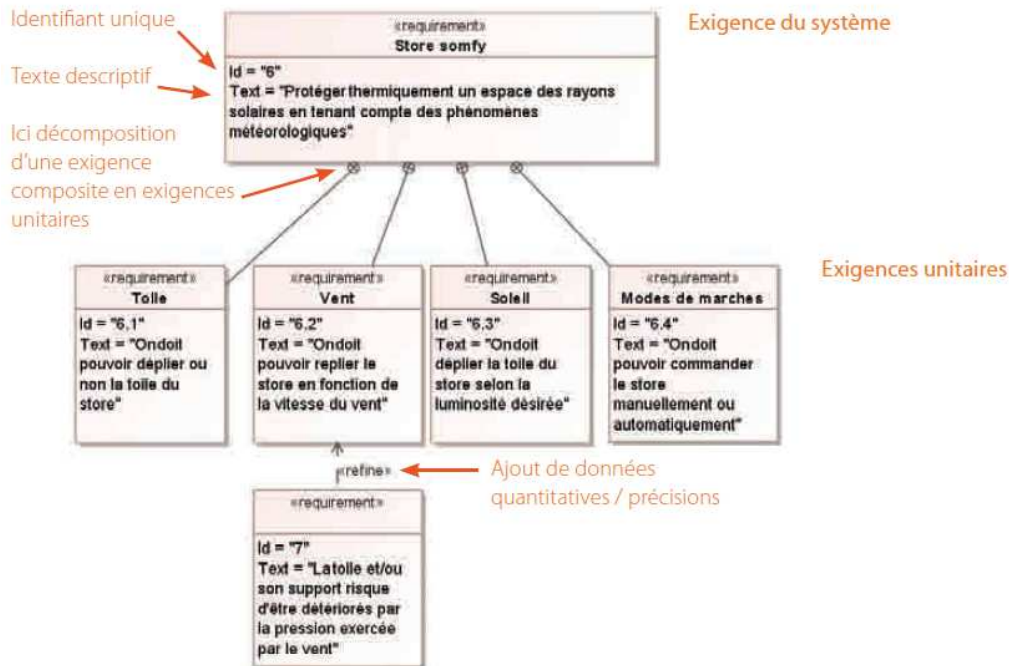 Identifiant unique
«requirement»
Store somfy
Exigence du système
Id = "6"
Texte descriptif
Text = "Protéger thermiquement un espace des rayons
solaires en tenant compte des phénomènes
météorologiques"
Ici décomposition
d'une exigence
composite en exigences
unitaires
Exigences unitaires
«requirement»
Toile
Id = "6,1"
Text = "Ondoit
pouvoir déplier ou
non la toile du
store"
«requirement»
Vent
Id = "6.2"
Text = "Ondoit
pouvoir replier le
store en fonction de
la vitesse du vent"
«requirement»
Soleil
Id = "6.3"
Text = "Ondoit
déplier la toile du
store selon la
luminosité désirée"
«requirement»
Modes de marches
Id = "6.4"
Text = "Ondoit
pouvoir commander
le store
manuellement ou
automatiquement"
«refine»
Ajout de données
quantitatives / précisions
«requirement»
Id = "7"
Text = "Latoile et/ou
son support risque
d'être détériorés par
la pression exercée
par le vent"